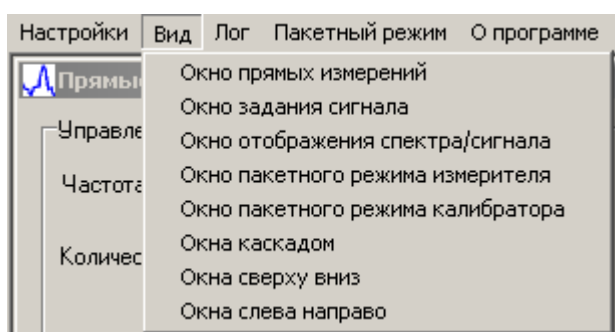 Настройки Вид Лог Пакетный режим О программе
Прямы
Окно прямых измерений
Окно задания сигнала
Управле
Окно отображения спектра/сигнала
Окно пакетного режима измерителя
Частота
Окно пакетного режима калибратора
Окна каскадом
Количес
Окна сверху вниз
Окна слева направо